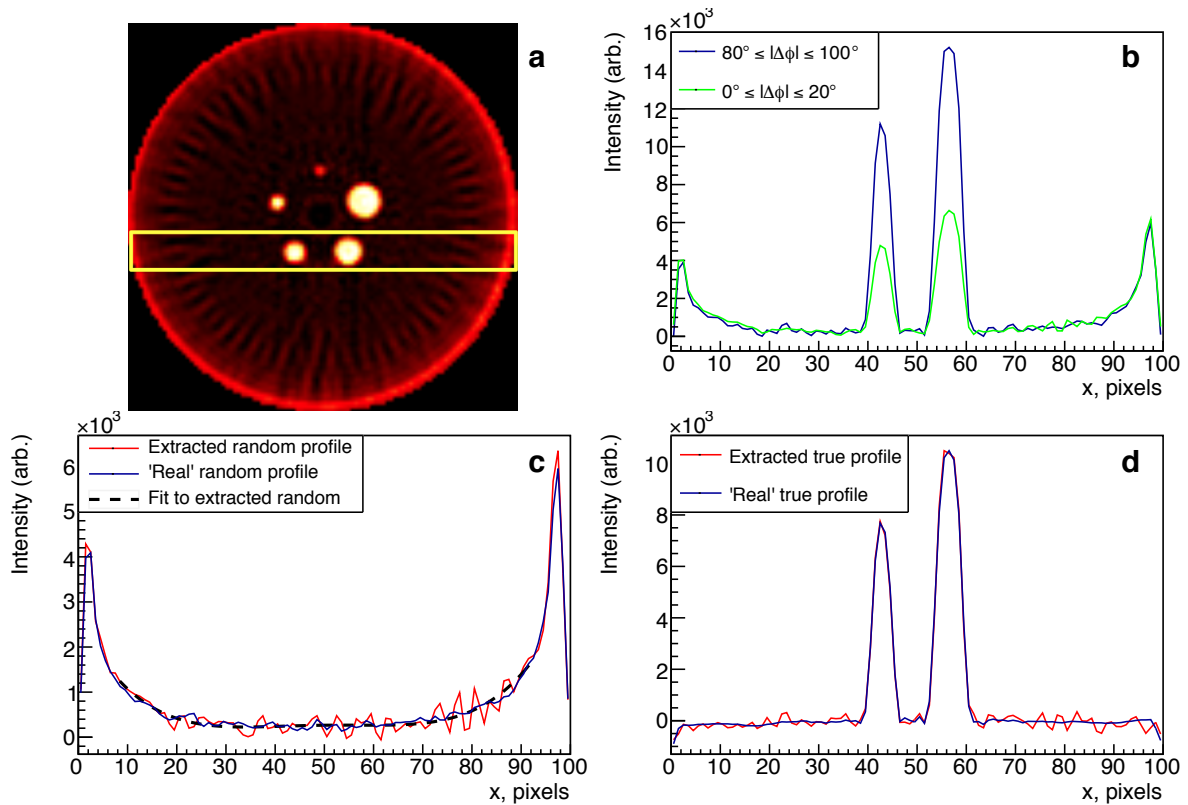 a
×10³
16
14
12
10
8
6
4
2
0
Intensity (arb.)
80° ≤ |Δϕ| ≤ 100°
0° ≤ |Δϕ| ≤ 20°
b
0 10 20 30 40 50 60 70 80 90 100
x, pixels
×10³
6
5
4
3
2
1
0
Intensity (arb.)
Extracted random profile
'Real' random profile
Fit to extracted random
c
0 10 20 30 40 50 60 70 80 90 100
x, pixels
×10³
10
8
6
4
2
0
Intensity (arb.)
Extracted true profile
'Real' true profile
d
0 10 20 30 40 50 60 70 80 90 100
x, pixels